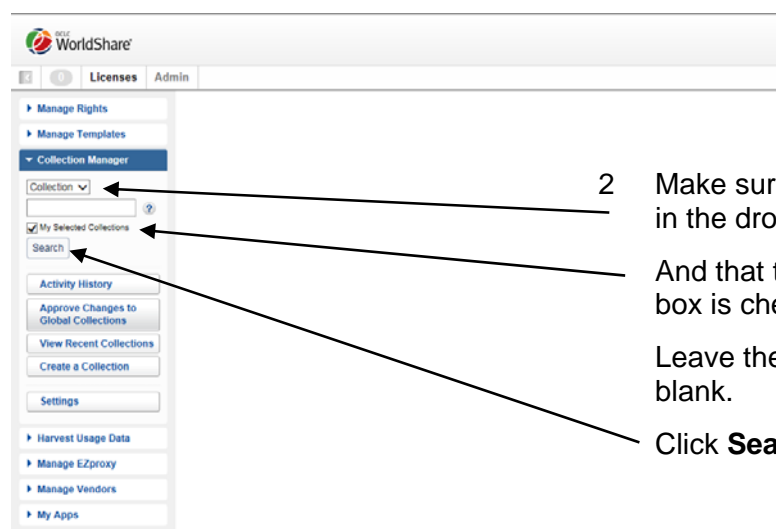 OCLC
WorldShare
0 Licenses Admin
Manage Rights
Manage Templates
Collection Manager
Collection
?
My Selected Collections
Search
Activity History
Approve Changes to
Global Collections
View Recent Collections
Create a Collection
Settings
Harvest Usage Data
Manage EZproxy
Manage Vendors
My Apps
2 Make sur
in the dro
And that t
box is che
Leave the
blank.
Click Sea